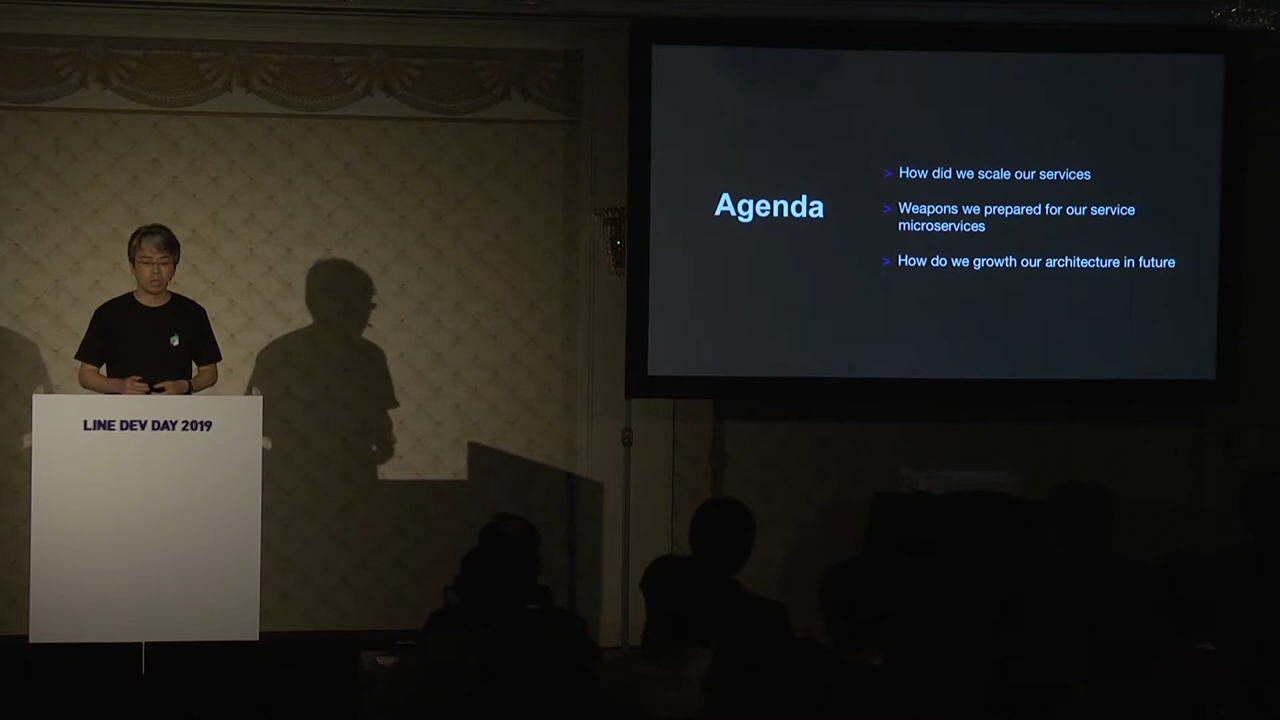 LINE DEV DAY 2019
Agenda
> How did we scale our services
> Weapons we prepared for our service
microservices
> How do we growth our architecture in future